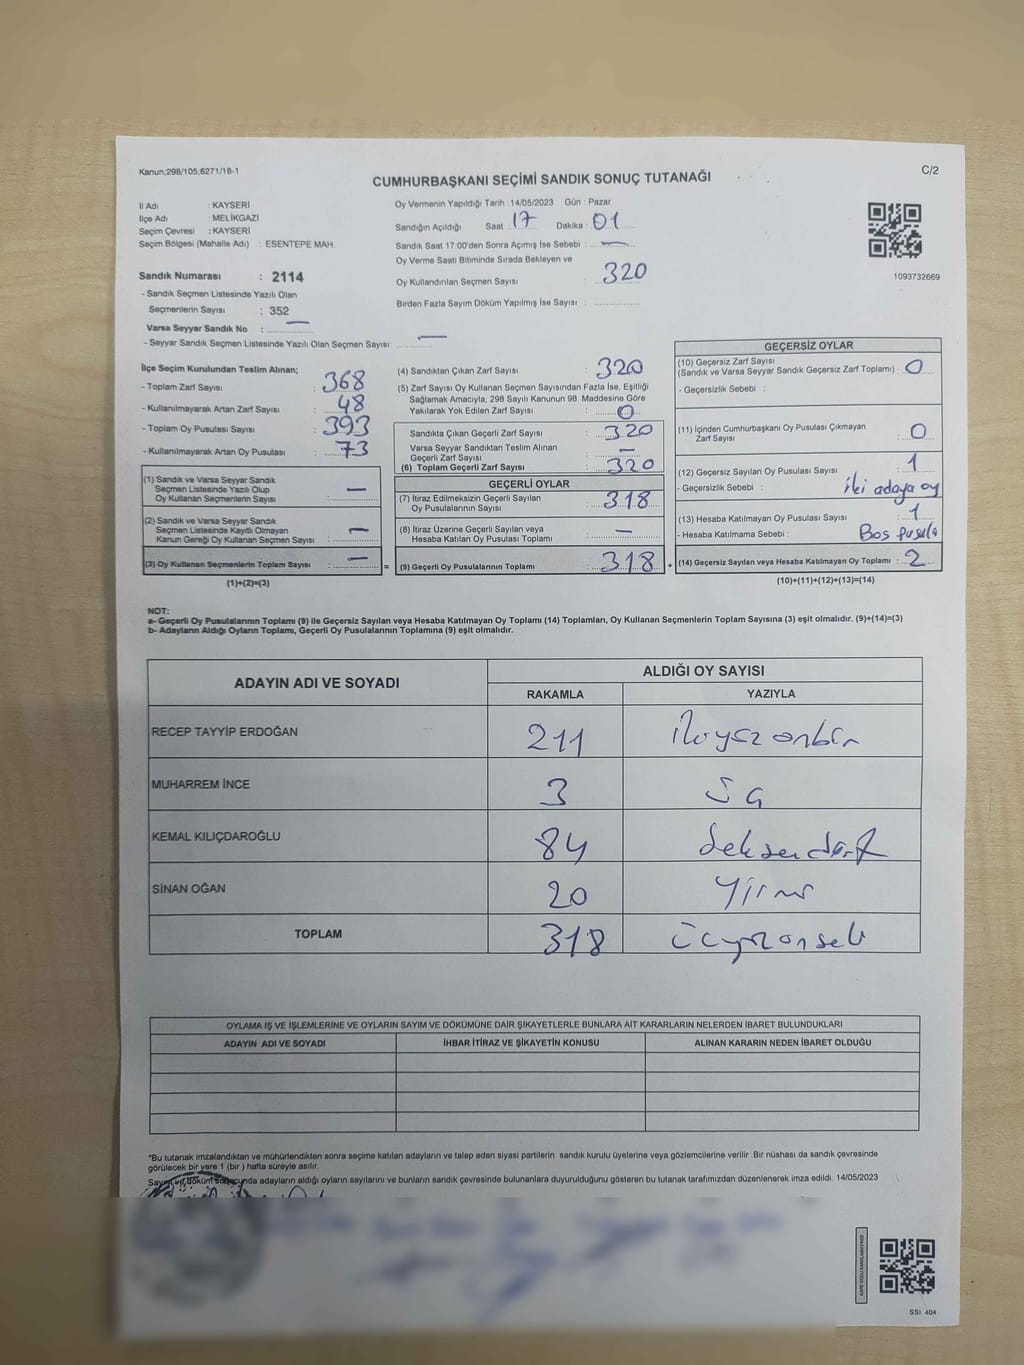 Kanun;298/105,6271/18-1
C/2
CUMHURBAŞKANI SEÇİMİ SANDIK SONUÇ TUTANAĞI
İl Adı : KAYSERİ
İlçe Adı : MELİKGAZİ
Seçim Çevresi : KAYSERİ
Seçim Bölgesi (Mahalle Adı) : ESENTEPE MAH.
Sandık Numarası : 2114
- Sandık Seçmen Listesinde Yazılı Olan
Seçmenlerin Sayısı : 352
Varsa Seyyar Sandık No : —
- Seyyar Sandık Seçmen Listesinde Yazılı Olan Seçmen Sayısı: —
Oy Vermenin Yapıldığı Tarih : 14/05/2023 Gün : Pazar
Sandığın Açıldığı Saat : 17 Dakika : 01
Sandık Saat 17:00'den Sonra Açımış İse Sebebi : —
Oy Verme Saati Bitiminde Sırada Bekleyen ve
Oy Kullandırılan Seçmen Sayısı : 320
Birden Fazla Sayım Döküm Yapılmış İse Sayısı :
1093732669
İlçe Seçim Kurulundan Teslim Alınan;
- Toplam Zarf Sayısı : 368
- Kullanılmayarak Artan Zarf Sayısı : 48
- Toplam Oy Pusulası Sayısı : 393
- Kullanılmayarak Artan Oy Pusulası : 73
(1) Sandık ve Varsa Seyyar Sandık
Seçmen Listesinde Yazılı Olup
Oy Kullanan Seçmenlerin Sayısı : —
(2) Sandık ve Varsa Seyyar Sandık
Seçmen Listesinde Kayıtlı Olmayan
Kanun Gereği Oy Kullanan Seçmen Sayısı : —
(3) Oy Kullanan Seçmenlerin Toplam Sayısı : — =
(1)+(2)=(3)
(4) Sandıktan Çıkan Zarf Sayısı : 320
(5) Zarf Sayısı Oy Kullanan Seçmen Sayısından Fazla İse, Eşitliği
Sağlamak Amacıyla, 298 Sayılı Kanunun 98. Maddesine Göre
Yakılarak Yok Edilen Zarf Sayısı : 0
Sandıkta Çıkan Geçerli Zarf Sayısı : 320
Varsa Seyyar Sandıktan Teslim Alınan
Geçerli Zarf Sayısı : —
(6) Toplam Geçerli Zarf Sayısı : 320
GEÇERLİ OYLAR
(7) İtiraz Edilmeksizin Geçerli Sayılan
Oy Pusulalarının Sayısı : 318
(8) İtiraz Üzerine Geçerli Sayılan veya
Hesaba Katılan Oy Pusulası Toplamı : —
(9) Geçerli Oy Pusulalarının Toplamı : 318 +
GEÇERSİZ OYLAR
(10) Geçersiz Zarf Sayısı
(Sandık ve Varsa Seyyar Sandık Geçersiz Zarf Toplamı) : 0
- Geçersizlik Sebebi :
(11) İçinden Cumhurbaşkanı Oy Pusulası Çıkmayan
Zarf Sayısı : 0
(12) Geçersiz Sayılan Oy Pusulası Sayısı : 1
- Geçersizlik Sebebi : İki adaya oy
(13) Hesaba Katılmayan Oy Pusulası Sayısı : 1
- Hesaba Katılmama Sebebi : Boş pusula
(14) Geçersiz Sayılan veya Hesaba Katılmayan Oy Toplamı : 2
(10)+(11)+(12)+(13)=(14)
NOT:
a- Geçerli Oy Pusulalarının Toplamı (9) ile Geçersiz Sayılan veya Hesaba Katılmayan Oy Toplamı (14) Toplamları, Oy Kullanan Seçmenlerin Toplam Sayısına (3) eşit olmalıdır. (9)+(14)=(3)
b- Adayların Aldığı Oyların Toplamı, Geçerli Oy Pusulalarının Toplamına (9) eşit olmalıdır.
ADAYIN ADI VE SOYADI
ALDIĞI OY SAYISI
RAKAMLA YAZIYLA
RECEP TAYYİP ERDOĞAN 211 İkiyüz onbir
MUHARREM İNCE 3
KEMAL KILIÇDAROĞLU 84 Seksendört
SİNAN OĞAN 20 Yirmi
TOPLAM 318
OYLAMA İŞ VE İŞLEMLERİNE VE OYLARIN SAYIM VE DÖKÜMÜNE DAİR ŞİKAYETLERLE BUNLARA AİT KARARLARIN NELERDEN İBARET BULUNDUKLARI
ADAYIN ADI VE SOYADI İHBAR İTİRAZ VE ŞİKAYETİN KONUSU ALINAN KARARIN NEDEN İBARET OLDUĞU
*Bu tutanak imzalandıktan ve mühürlendikten sonra seçime katılan adayların ve talep eden siyasi partilerin sandık kurulu üyelerine veya gözlemcilerine verilir .Bir nüshası da sandık çevresinde
görülecek bir yere 1 (bir ) hafta süreyle asılır.
Sayım ve döküm sonucunda adayların aldığı oyların sayılarını ve bunların sandık çevresinde bulunanlara duyurulduğunu gösteren bu tutanak tarafımızdan düzenlenerek imza edildi. 14/05/2023
SSI 404